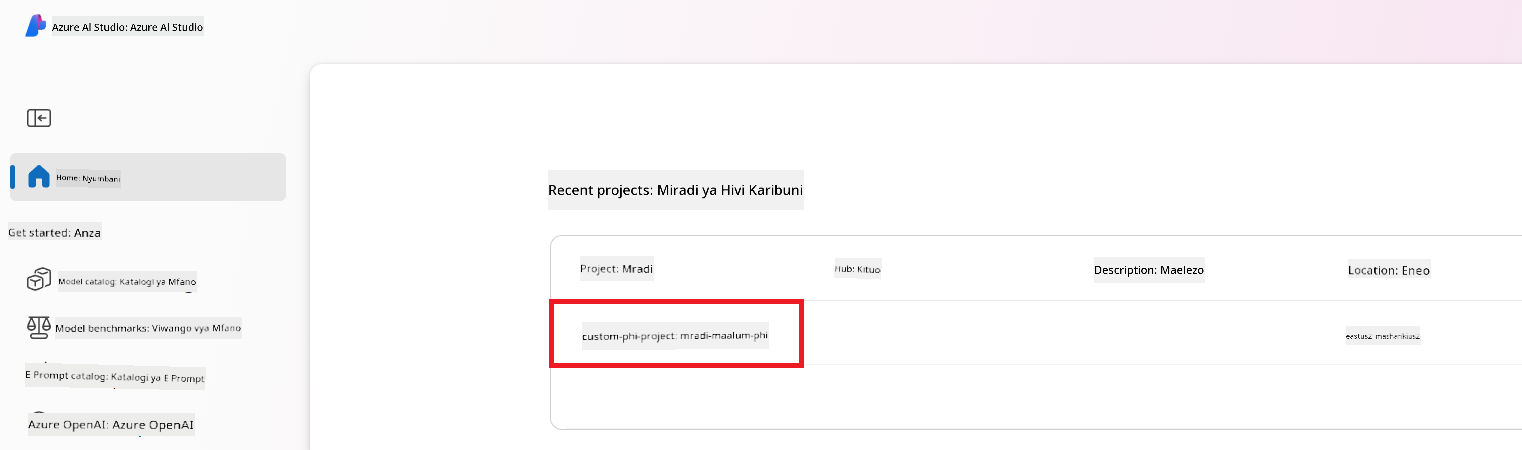 Azure AI Studio: Azure AI Studio
Home: Nyumbani
Get started: Anza
Model catalog: Katalogi ya Mfano
Model benchmarks: Viwango vya Mfano
E Prompt catalog: Katalogi ya E Prompt
Azure OpenAI: Azure OpenAI
Recent projects: Miradi ya Hivi Karibuni
Project: Mradi
Hub: Kituo
Description: Maelezo
Location: Eneo
custom-phi-project: mradi-maalum-phi
eastus2: mashariki2